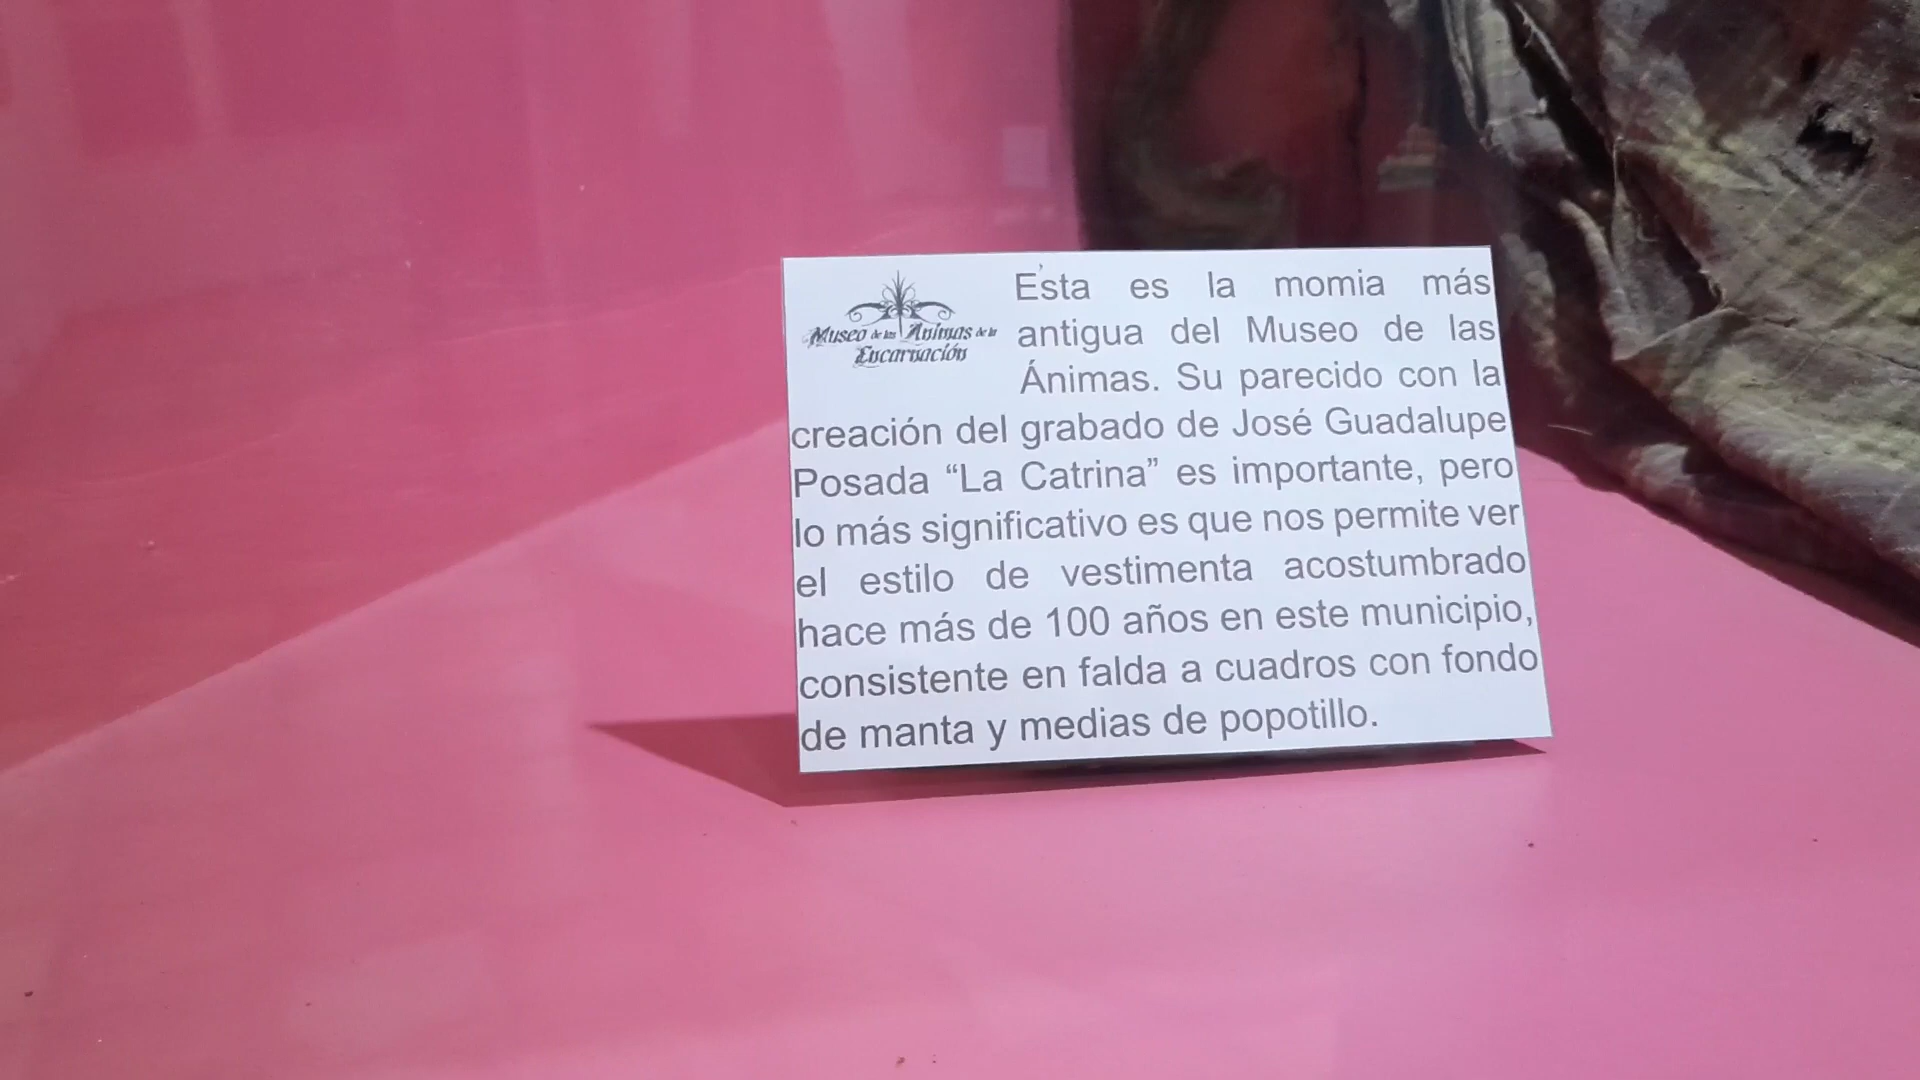 Museo de las Ánimas de la
Encarnación
Esta es la momia más
antigua del Museo de las
Ánimas. Su parecido con la
creación del grabado de José Guadalupe
Posada “La Catrina” es importante, pero
lo más significativo es que nos permite ver
el estilo de vestimenta acostumbrado
hace más de 100 años en este municipio,
consistente en falda a cuadros con fondo
de manta y medias de popotillo.